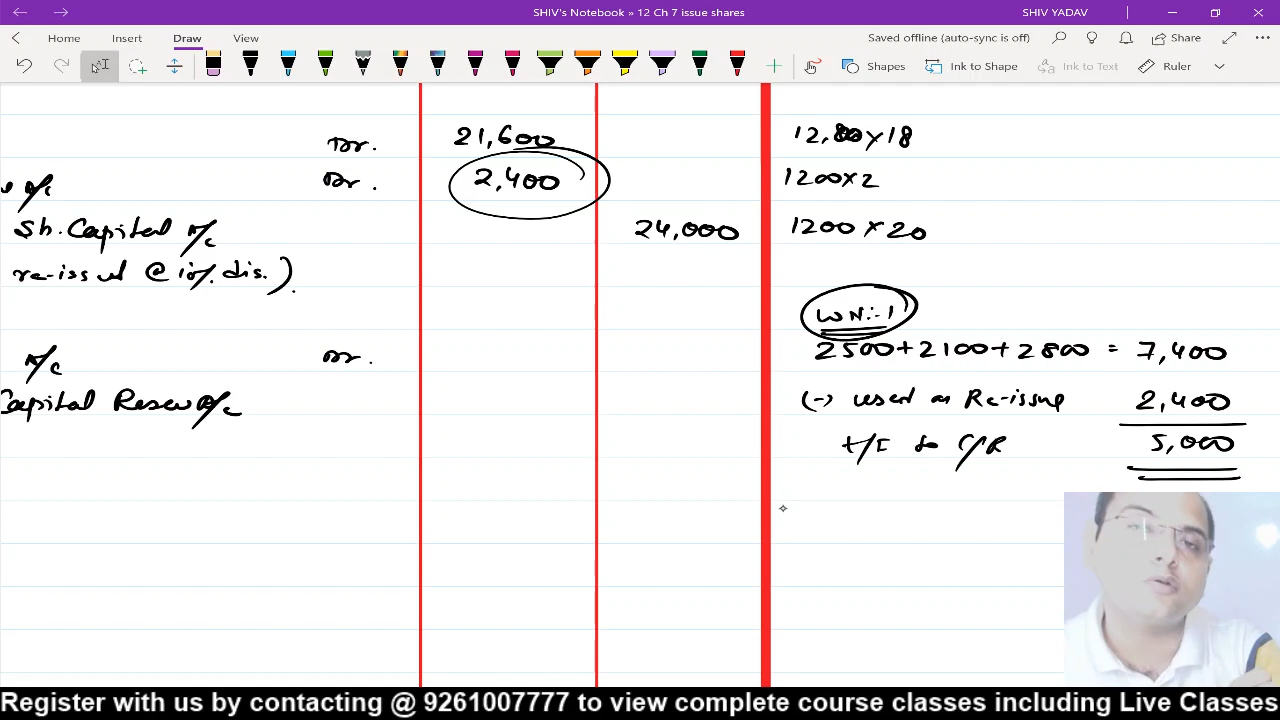 SHIV's Notebook » 12 Ch 7 issue shares
SHIV YADAV
Home Insert Draw View
Saved offline (auto-sync is off)
Share
Shapes
Ink to Shape
Ink to Text
Ruler
Dr. 21,600 12,00x18
A/c Dr. 2,400 1200x2
Sh. Capital A/c 24,000 1200 x 20
re-issued @ 10% dis.).
WN:-1
A/c Dr. 2500+2100+2800 = 7,400
Capital Reserve A/c (-) used on Re-issue 2,400
t/f to C/R 5,000
Register with us by contacting @ 9261007777 to view complete course classes including Live Classes